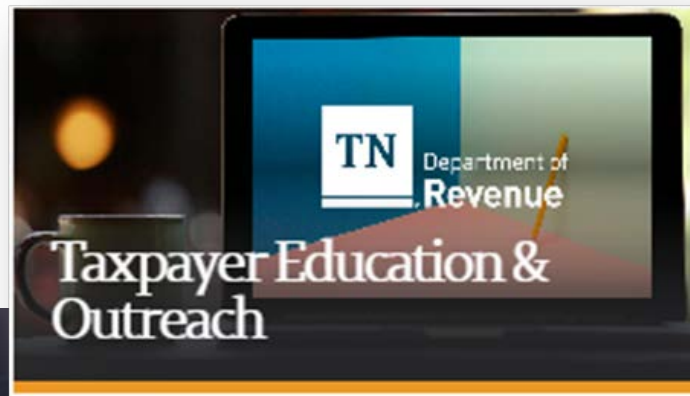 TN
Department of
Revenue
Taxpayer Education &
Outreach